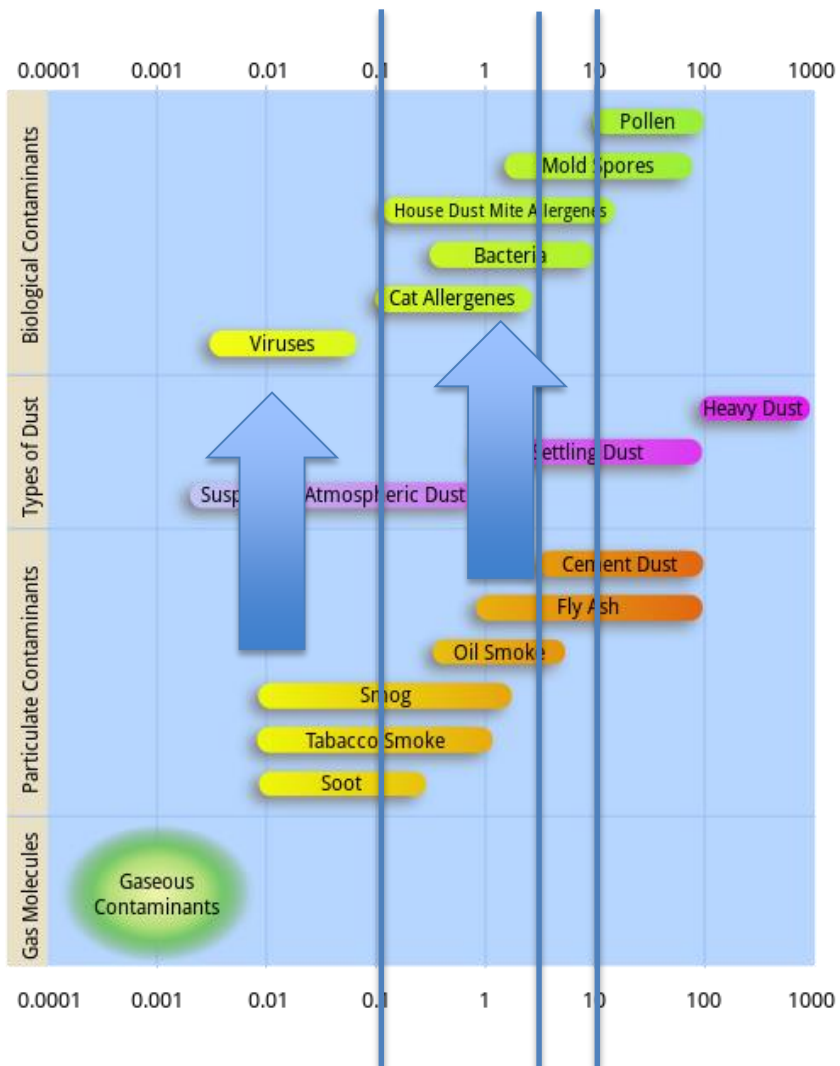 0.0001 0.001 0.01 0.1 1 10 100 1000
Biological Contaminants
Pollen
Mold Spores
House Dust Mite Allergenes
Bacteria
Cat Allergenes
Viruses
Types of Dust
Heavy Dust
Settling Dust
Atmospheric Dust
Particulate Contaminants
Cement Dust
Fly Ash
Oil Smoke
Smog
Tabacco Smoke
Soot
Gas Molecules
Gaseous
Contaminants
0.0001 0.001 0.01 0.1 1 10 100 1000